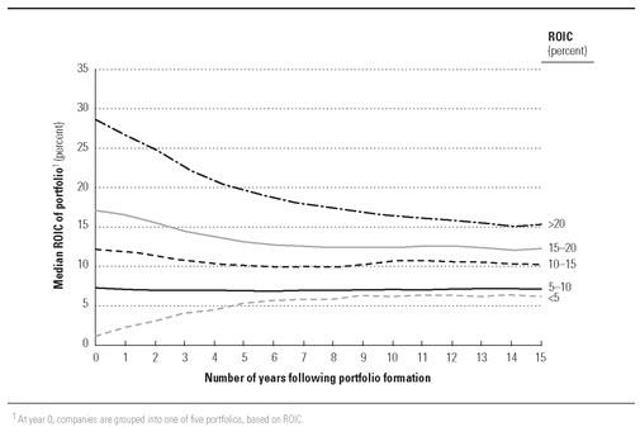 ROIC
(percent)
35
30
25
20
15
10
5
0
Median ROIC of portfolio¹ (percent)
>20
15–20
10–15
5–10
<5
0 1 2 3 4 5 6 7 8 9 10 11 12 13 14 15
Number of years following portfolio formation
¹ At year 0, companies are grouped into one of five portfolios, based on ROIC.